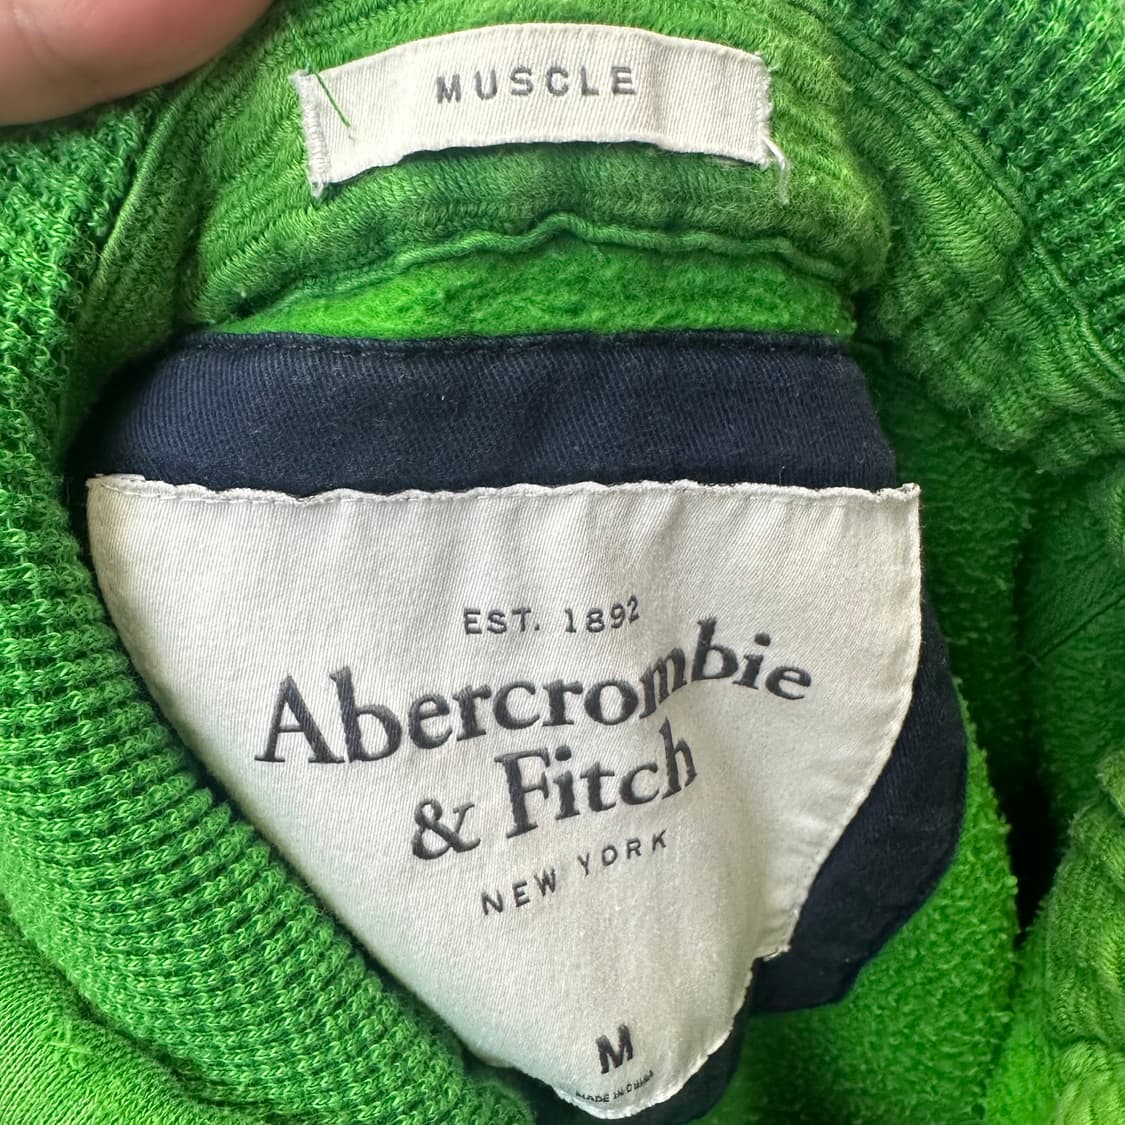 MUSCLE
EST. 1892
Abercrombie
& Fitch
NEW YORK
M
MADE IN CHINA